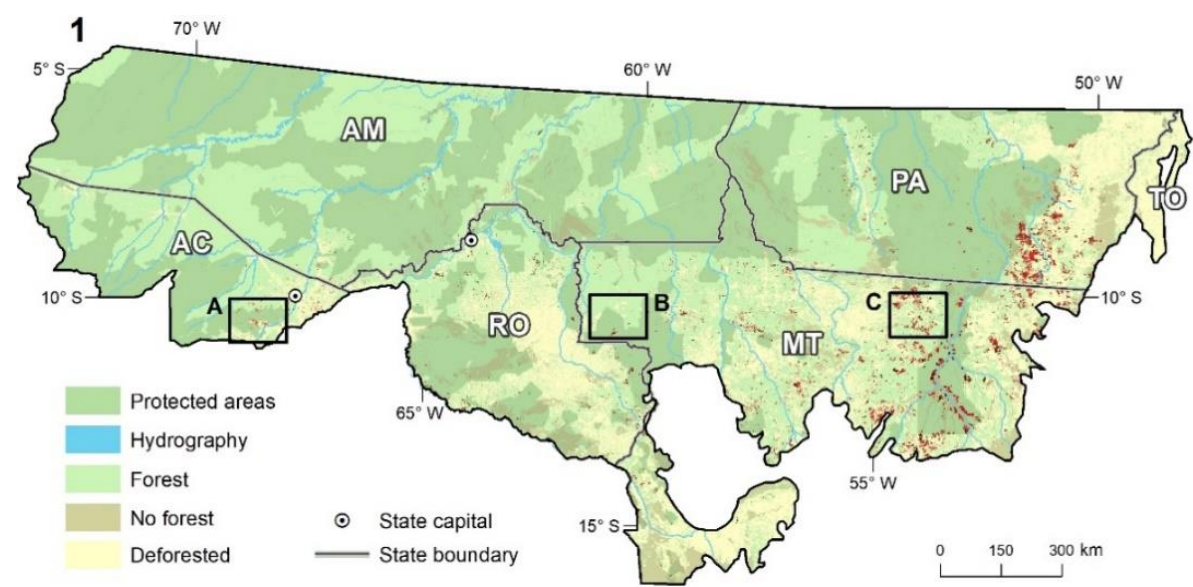 1
70° W
5° S
60° W
50° W
AM
PA
TO
AC
10° S
A
RO
B
MT
C
10° S
65° W
55° W
15° S
Protected areas
Hydrography
Forest
No forest
Deforested
State capital
State boundary
0 150 300 km